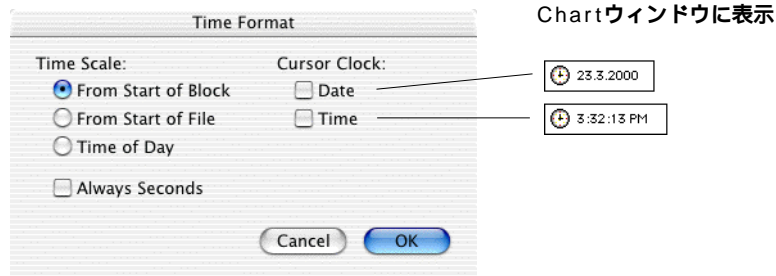 Time Format
Chartウィンドウに表示
Time Scale:
From Start of Block
From Start of File
Time of Day
Always Seconds
Cursor Clock:
Date
Time
23.3.2000
3:32:13 PM
Cancel
OK